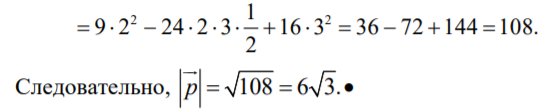 = 9 · 2² − 24 · 2 · 3 · 1/2 + 16 · 3² = 36 − 72 + 144 = 108.
Следовательно, |p⃗| = √108 = 6√3. ●